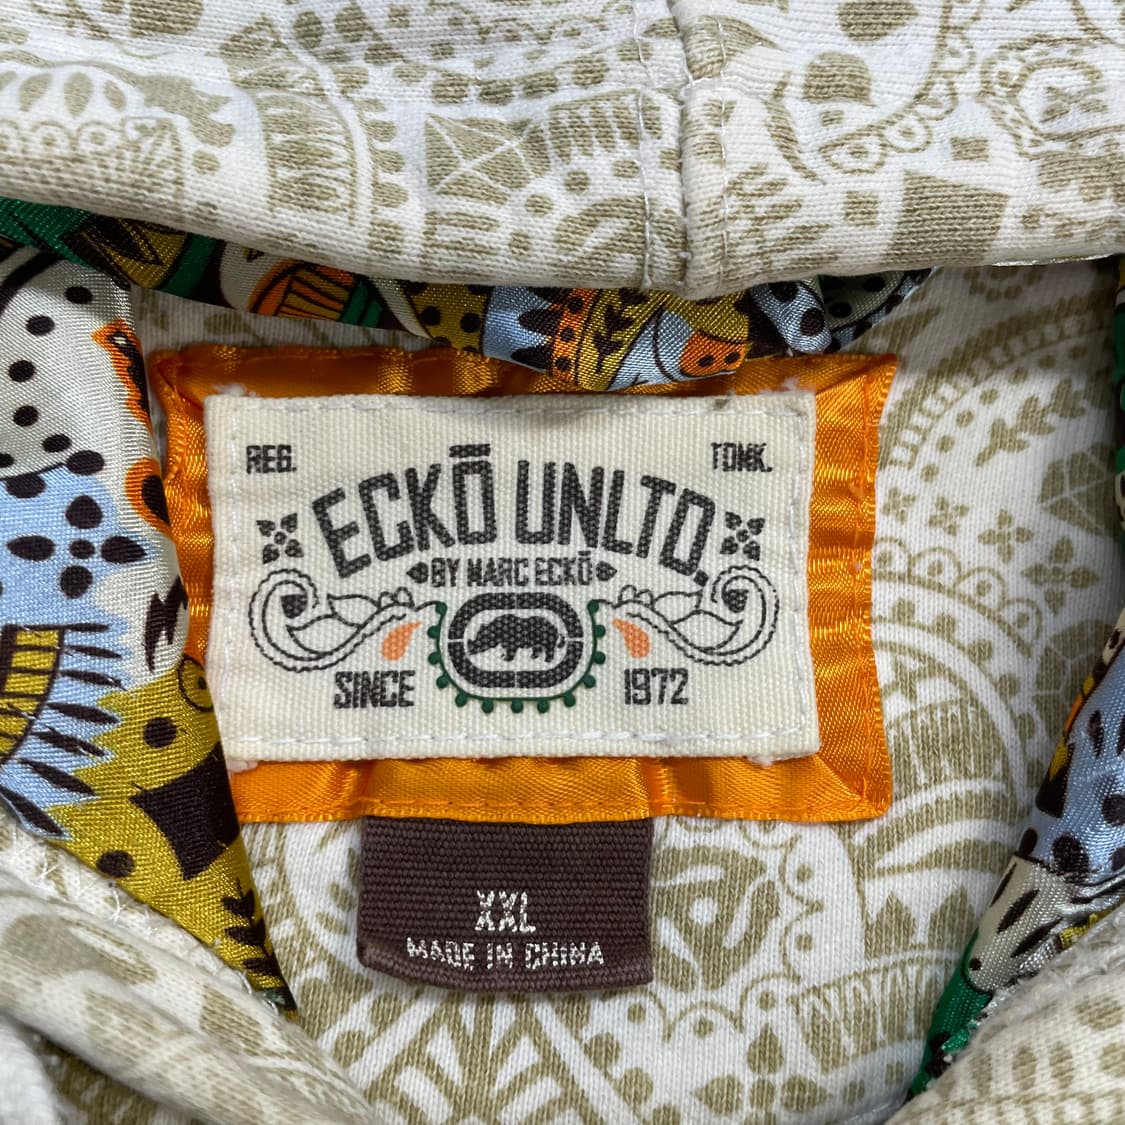 REG. TDMK.
ECKŌ UNLTD.
BY MARC ECKŌ
SINCE 1972
XXL
MADE IN CHINA